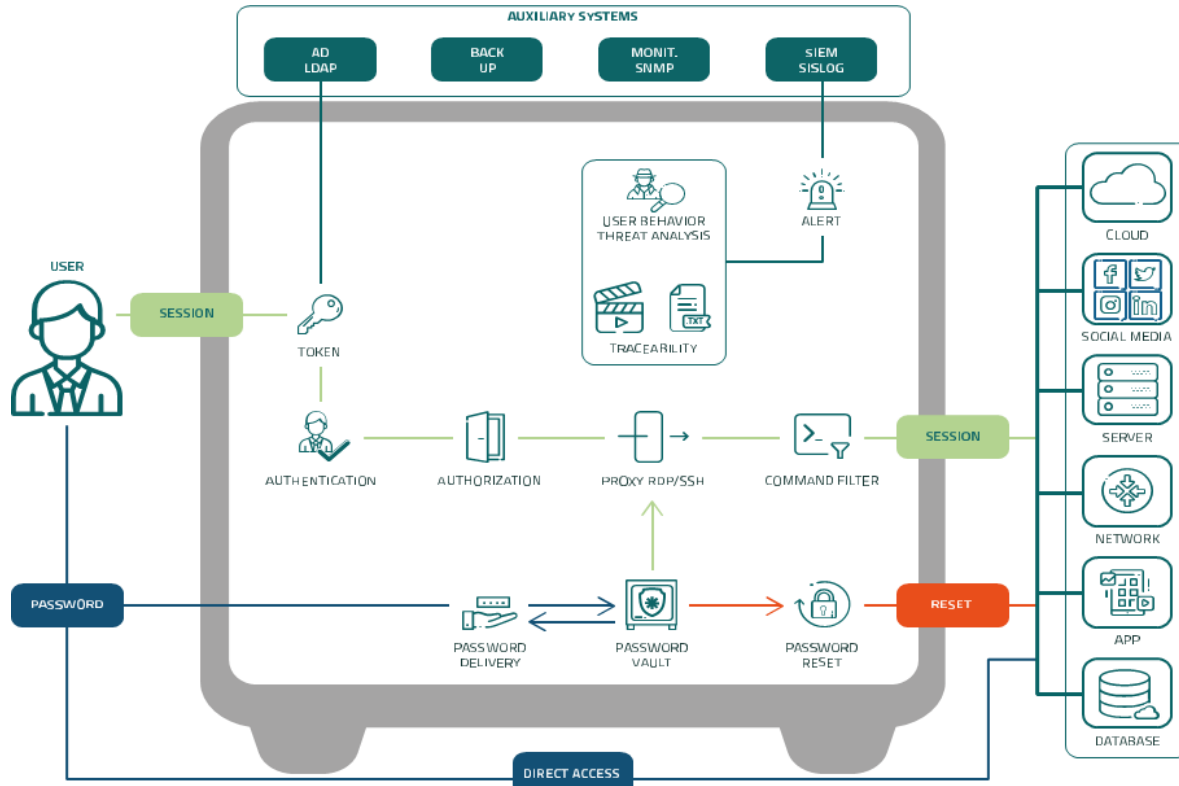 AUXILIARY SYSTEMS
AD
LDAP
BACK
UP
MONIT.
SNMP
SIEM
SISLOG
USER BEHAVIOR
THREAT ANALYSIS
ALERT
.TXT
TRACEABILITY
USER
SESSION
TOKEN
AUTHENTICATION
AUTHORIZATION
PROXY RDP/SSH
COMMAND FILTER
SESSION
PASSWORD
PASSWORD
DELIVERY
PASSWORD
VAULT
PASSWORD
RESET
RESET
DIRECT ACCESS
CLOUD
f
in
SOCIAL MEDIA
SERVER
NETWORK
APP
DATABASE